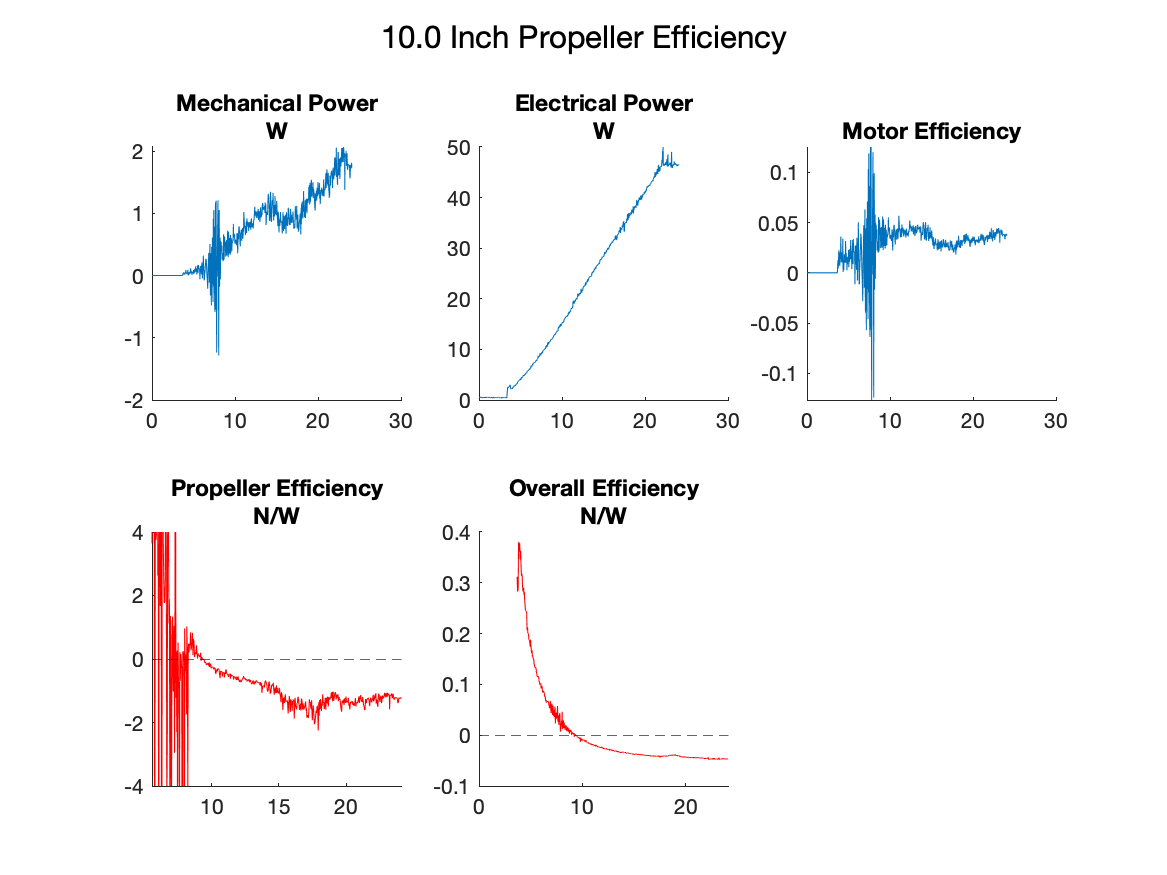 10.0 Inch Propeller Efficiency
Mechanical Power
W
2
1
0
-1
-2
0 10 20 30
Electrical Power
W
50
40
30
20
10
0
0 10 20 30
Motor Efficiency
0.1
0.05
0
-0.05
-0.1
0 10 20 30
Propeller Efficiency
N/W
4
2
0
-2
-4
10 15 20
Overall Efficiency
N/W
0.4
0.3
0.2
0.1
0
-0.1
0 10 20